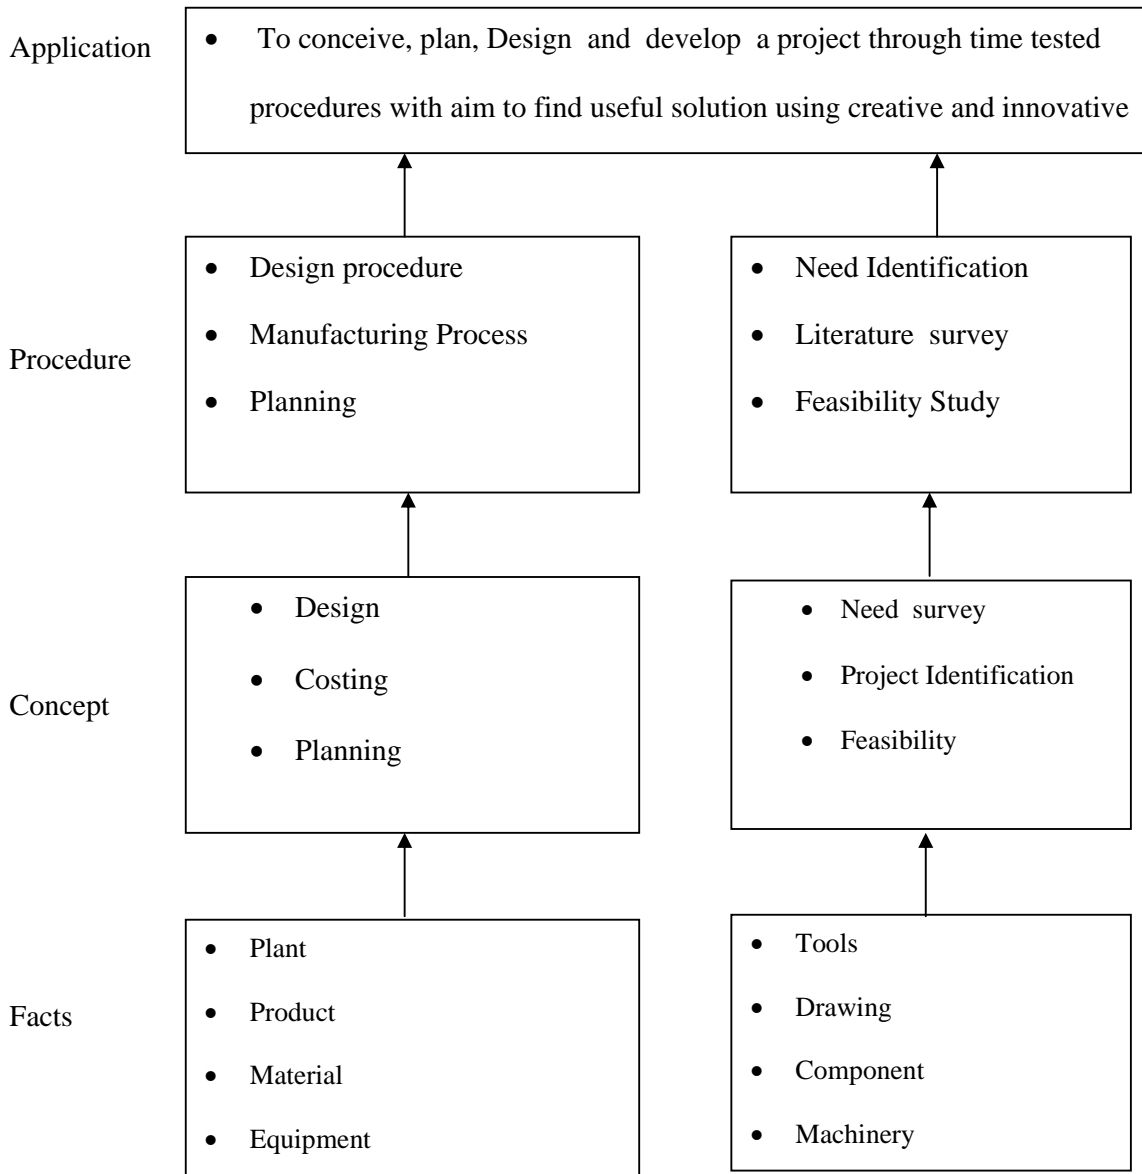 Application
• To conceive, plan, Design and develop a project through time tested
procedures with aim to find useful solution using creative and innovative
Procedure
• Design procedure
• Manufacturing Process
• Planning
• Need Identification
• Literature survey
• Feasibility Study
Concept
• Design
• Costing
• Planning
• Need survey
• Project Identification
• Feasibility
Facts
• Plant
• Product
• Material
• Equipment
• Tools
• Drawing
• Component
• Machinery